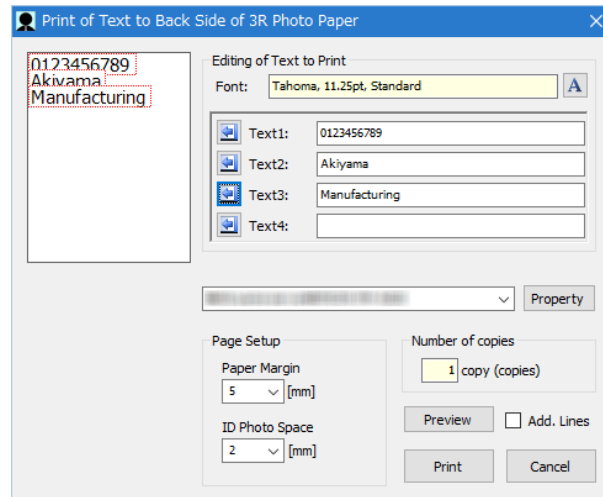 Print of Text to Back Side of 3R Photo Paper
0123456789
Akiyama
Manufacturing
Editing of Text to Print
Font: Tahoma, 11.25pt, Standard A
Text1: 0123456789
Text2: Akiyama
Text3: Manufacturing
Text4:
Property
Page Setup
Paper Margin
5 [mm]
ID Photo Space
2 [mm]
Number of copies
1 copy (copies)
Preview Add. Lines
Print Cancel